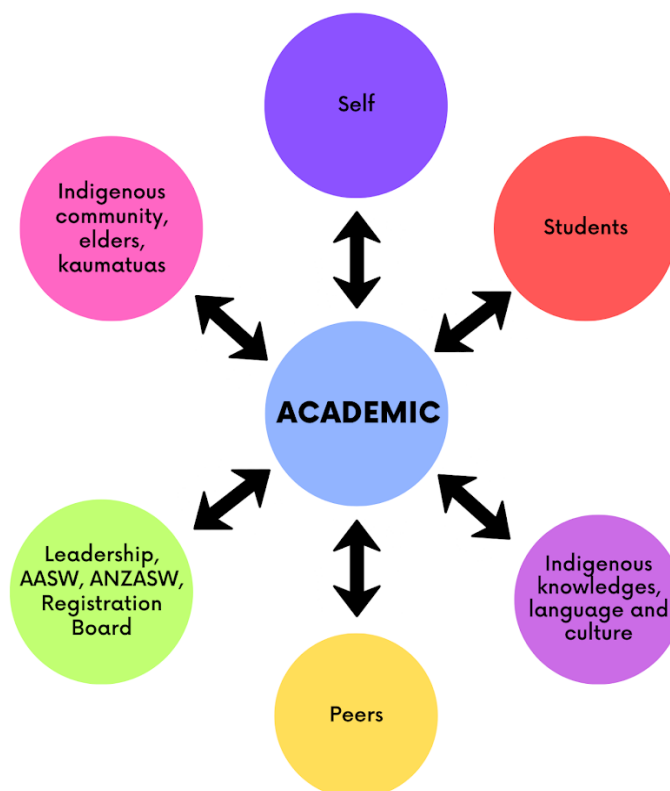 Self
Indigenous
community,
elders,
kaumatuas
Students
ACADEMIC
Leadership,
AASW, ANZASW,
Registration
Board
Indigenous
knowledges,
language and
culture
Peers